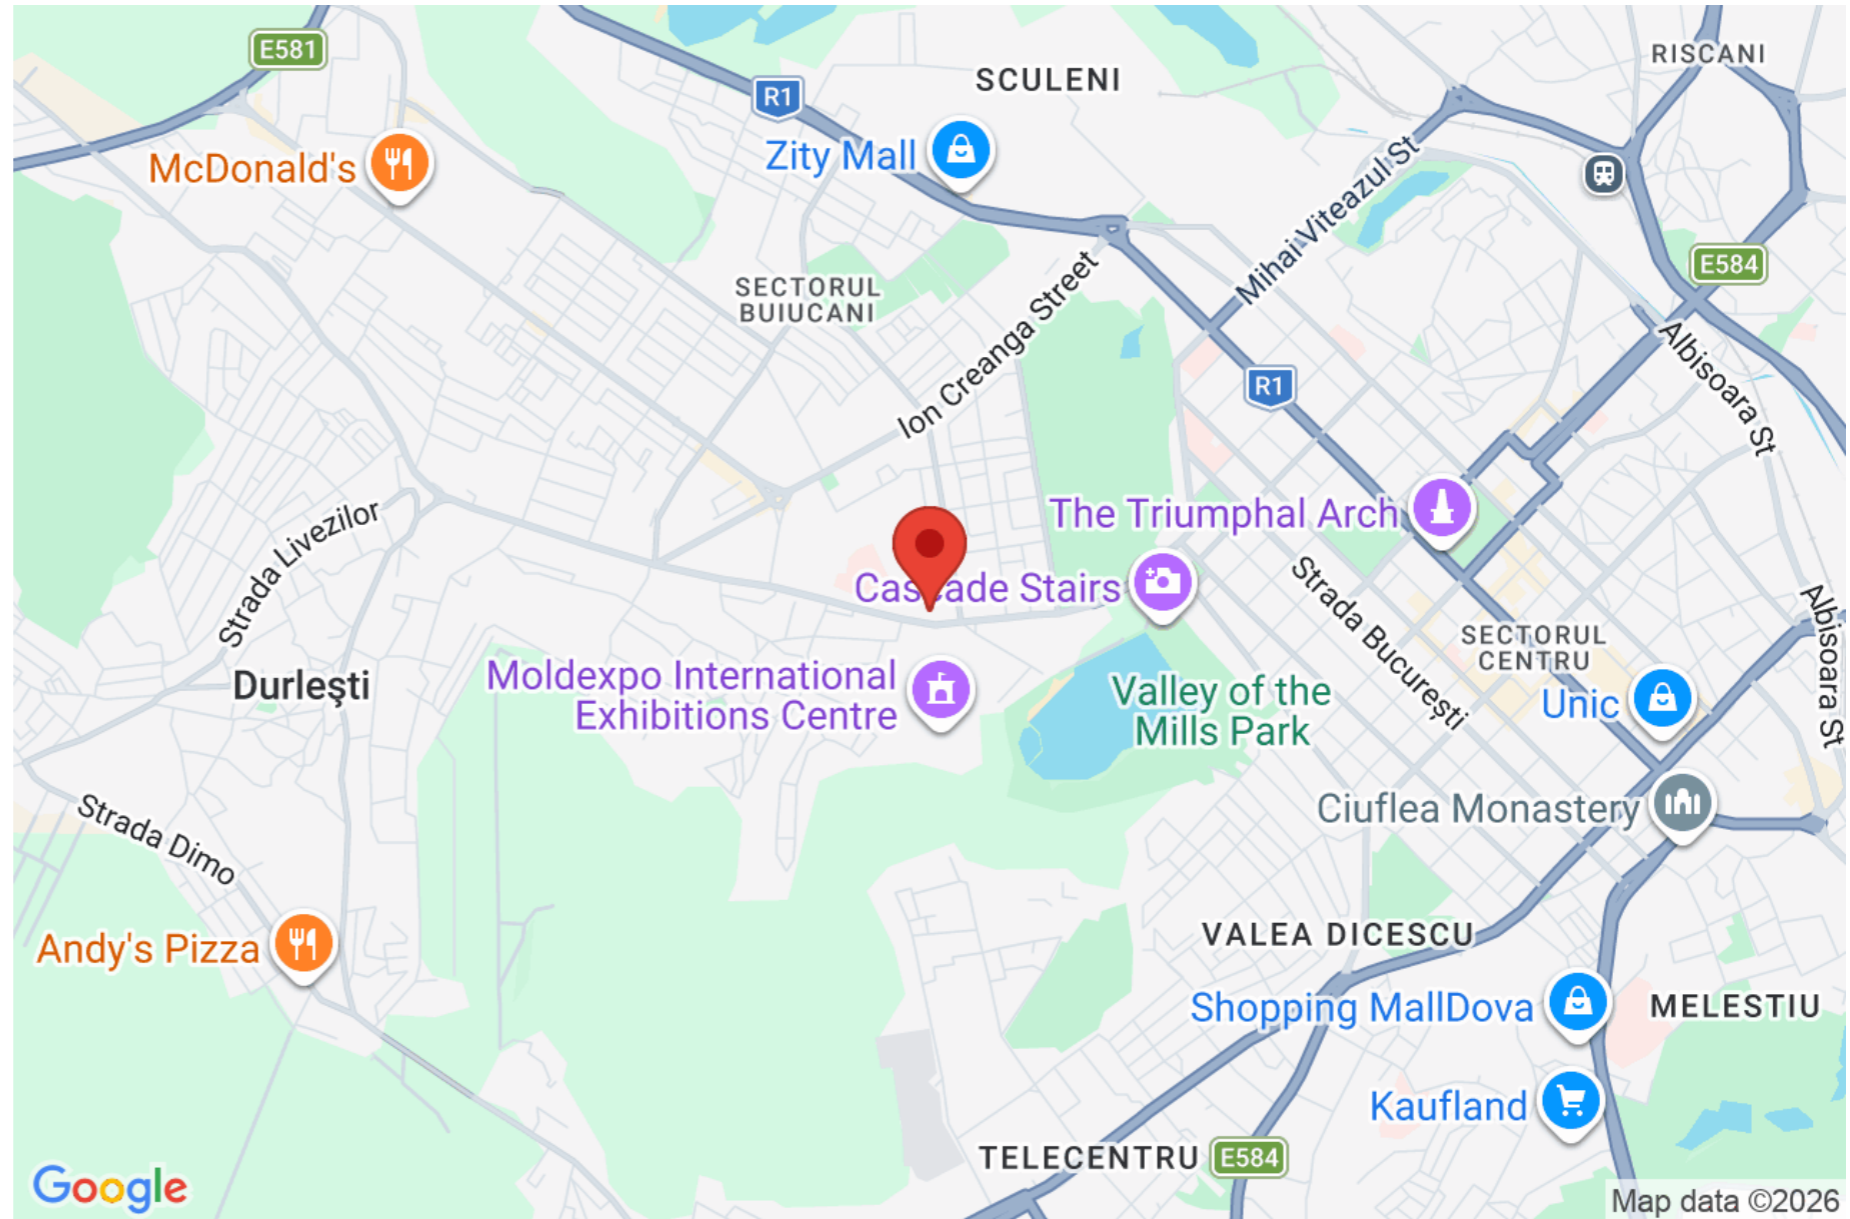 E581
R1
SCULENI
RISCANI
McDonald's
Zity Mall
Mihai Viteazul St
E584
SECTORUL
BUIUCANI
Ion Creanga Street
Albisoara St
R1
Strada Livezilor
The Triumphal Arch
Cascade Stairs
Strada București
Albisoara St
SECTORUL
CENTRU
Durleşti
Moldexpo International
Exhibitions Centre
Valley of the
Mills Park
Unic
Strada Dimo
Ciuflea Monastery
Andy's Pizza
VALEA DICESCU
Shopping MallDova
MELESTIU
Kaufland
TELECENTRU
E584
Google
Map data ©2026